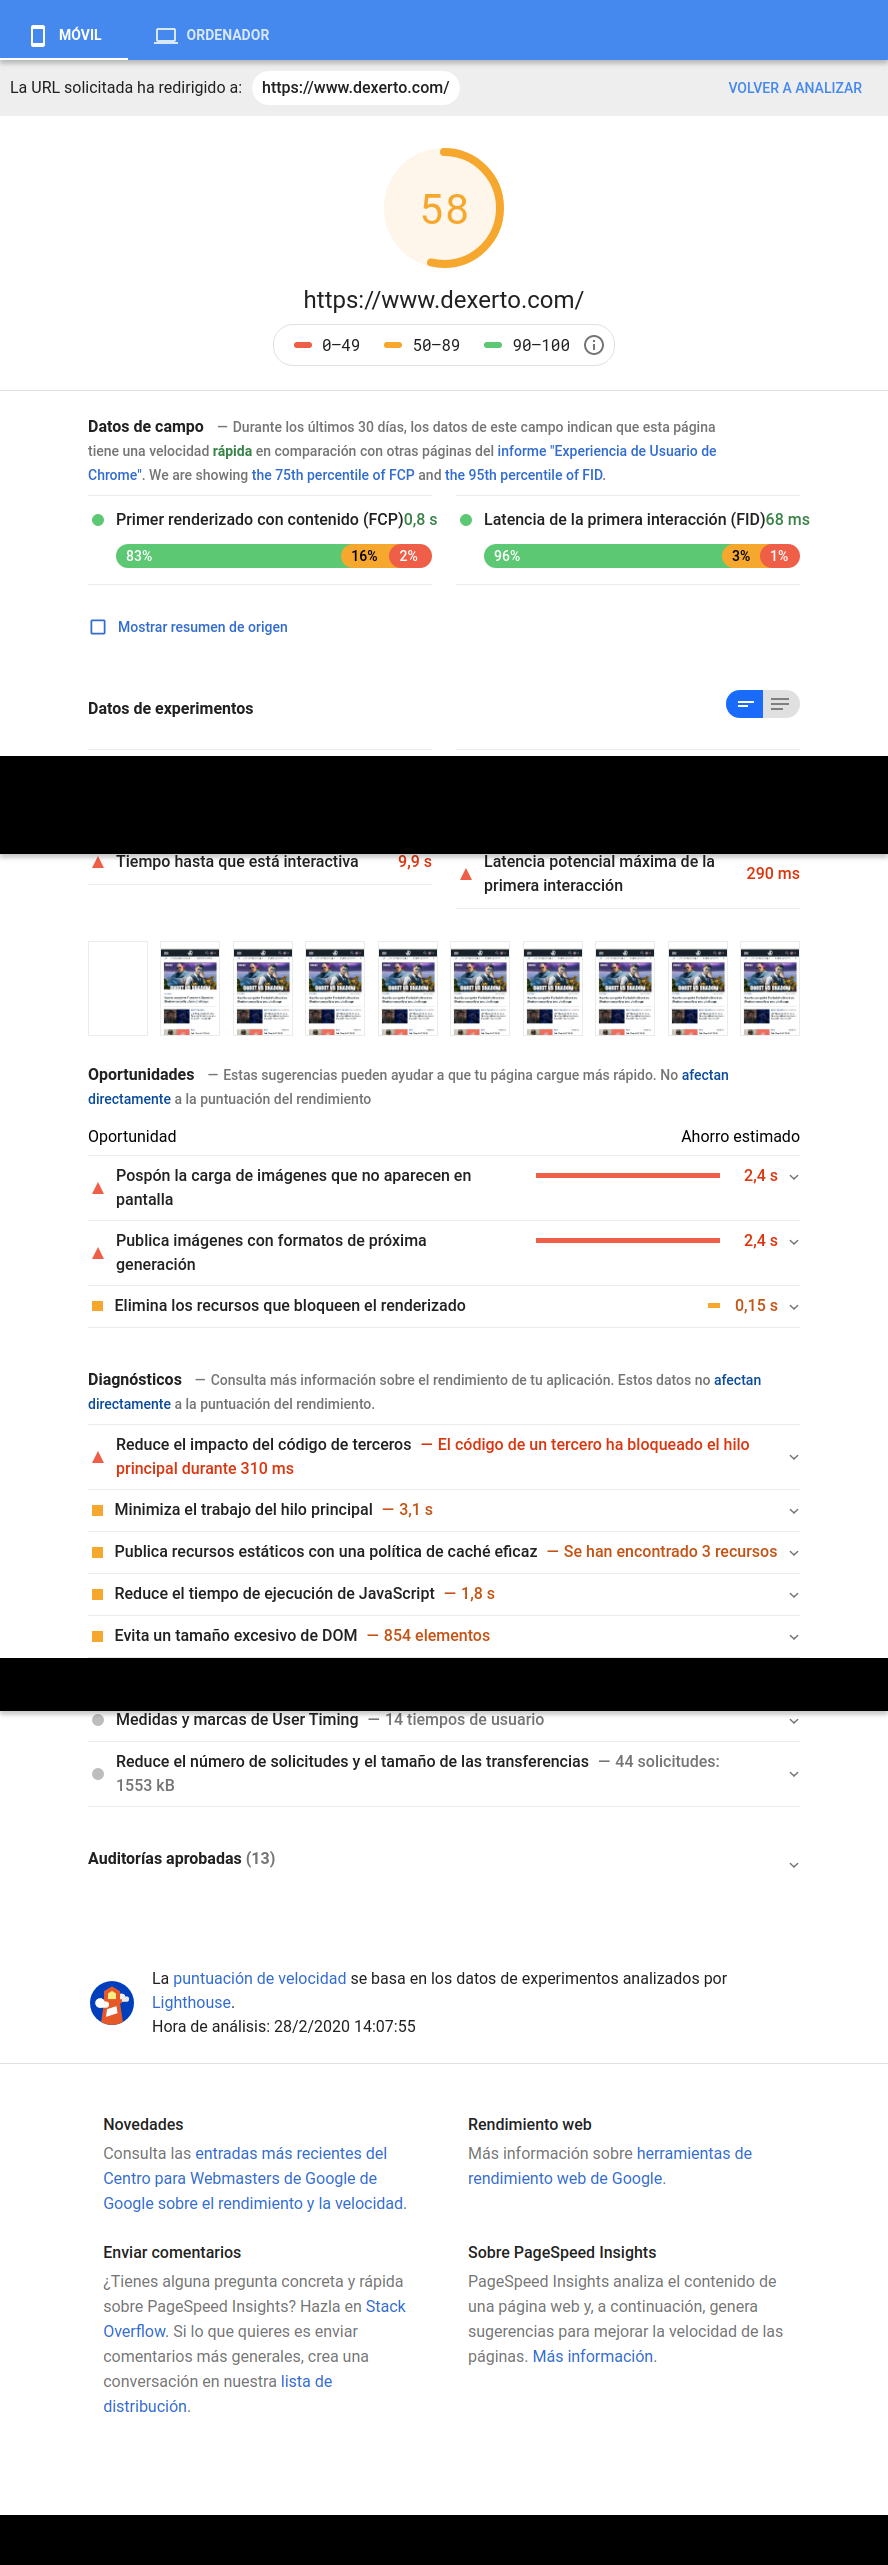 MÓVIL
ORDENADOR
La URL solicitada ha redirigido a: https://www.dexerto.com/ VOLVER A ANALIZAR
58
https://www.dexerto.com/
0–49 50–89 90–100
Datos de campo — Durante los últimos 30 días, los datos de este campo indican que esta página
tiene una velocidad rápida en comparación con otras páginas del informe "Experiencia de Usuario de
Chrome". We are showing the 75th percentile of FCP and the 95th percentile of FID.
Primer renderizado con contenido (FCP) 0,8 s
83% 16% 2%
Latencia de la primera interacción (FID) 68 ms
96% 3% 1%
Mostrar resumen de origen
Datos de experimentos
Tiempo hasta que está interactiva 9,9 s
Latencia potencial máxima de la
primera interacción 290 ms
Oportunidades — Estas sugerencias pueden ayudar a que tu página cargue más rápido. No afectan
directamente a la puntuación del rendimiento
Oportunidad Ahorro estimado
Pospón la carga de imágenes que no aparecen en
pantalla 2,4 s
Publica imágenes con formatos de próxima
generación 2,4 s
Elimina los recursos que bloqueen el renderizado 0,15 s
Diagnósticos — Consulta más información sobre el rendimiento de tu aplicación. Estos datos no afectan
directamente a la puntuación del rendimiento.
Reduce el impacto del código de terceros — El código de un tercero ha bloqueado el hilo
principal durante 310 ms
Minimiza el trabajo del hilo principal — 3,1 s
Publica recursos estáticos con una política de caché eficaz — Se han encontrado 3 recursos
Reduce el tiempo de ejecución de JavaScript — 1,8 s
Evita un tamaño excesivo de DOM — 854 elementos
Medidas y marcas de User Timing — 14 tiempos de usuario
Reduce el número de solicitudes y el tamaño de las transferencias — 44 solicitudes:
1553 kB
Auditorías aprobadas (13)
La puntuación de velocidad se basa en los datos de experimentos analizados por
Lighthouse.
Hora de análisis: 28/2/2020 14:07:55
Novedades
Consulta las entradas más recientes del
Centro para Webmasters de Google de
Google sobre el rendimiento y la velocidad.
Rendimiento web
Más información sobre herramientas de
rendimiento web de Google.
Enviar comentarios
¿Tienes alguna pregunta concreta y rápida
sobre PageSpeed Insights? Hazla en Stack
Overflow. Si lo que quieres es enviar
comentarios más generales, crea una
conversación en nuestra lista de
distribución.
Sobre PageSpeed Insights
PageSpeed Insights analiza el contenido de
una página web y, a continuación, genera
sugerencias para mejorar la velocidad de las
páginas. Más información.